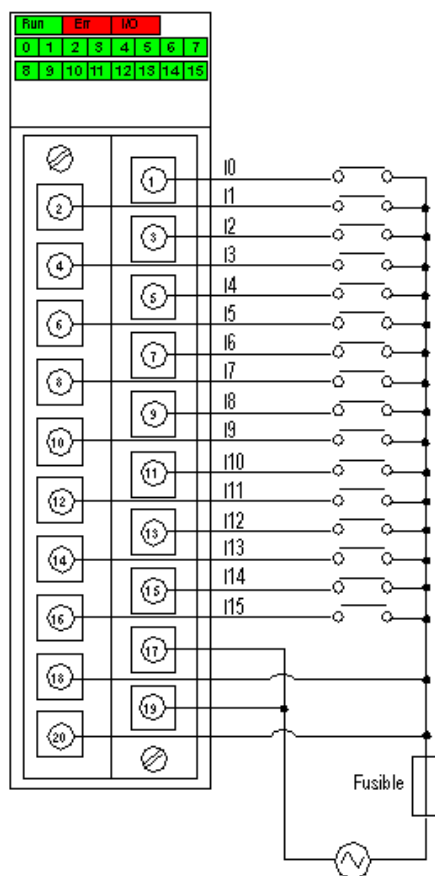 Run Err I/O
0 1 2 3 4 5 6 7
8 9 10 11 12 13 14 15
1 I0
2 I1
3 I2
4 I3
5 I4
6 I5
7 I6
8 I7
9 I8
10 I9
11 I10
12 I11
13 I12
14 I13
15 I14
16 I15
17
18
19
20
Fusible